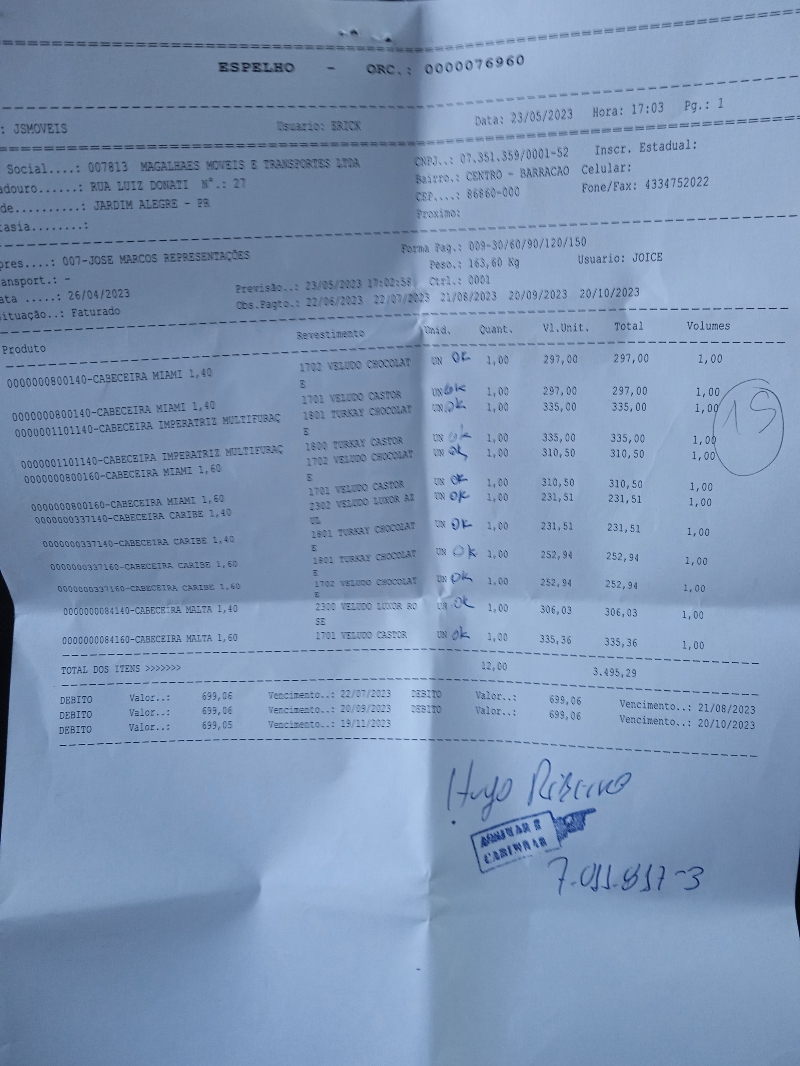 ESPELHO - ORC.: 0000076960
: JSMOVEIS Usuario: ERICK Data: 23/05/2023 Hora: 17:03 Pg.: 1
Social....: 007813 MAGALHAES MOVEIS E TRANSPORTES LTDA CNPJ..: 07.351.359/0001-52 Inscr. Estadual:
adouro......: RUA LUIZ DONATI N°.: 27 Bairro.: CENTRO - BARRACAO Celular:
de..........: JARDIM ALEGRE - PR CEP....: 86860-000 Fone/Fax: 4334752022
tasia........: Proximo:
pres....: 007-JOSE MARCOS REPRESENTAÇÕES Forma Pag.: 009-30/60/90/120/150
ansport.: - Peso.: 163,60 Kg Usuario: JOICE
ata .....: 26/04/2023 Previsão..: 23/05/2023 17:02:58 Ctrl.: 0001
ituação..: Faturado Obs.Pagto.: 22/06/2023 22/07/2023 21/08/2023 20/09/2023 20/10/2023
Produto Revestimento Unid. Quant. Vl.Unit. Total Volumes
0000000800140-CABECEIRA MIAMI 1,40 1702 VELUDO CHOCOLAT UN OK 1,00 297,00 297,00 1,00
E
0000000800140-CABECEIRA MIAMI 1,40 1701 VELUDO CASTOR UN OK 1,00 297,00 297,00 1,00
0000001101140-CABECEIRA IMPERATRIZ MULTIFURAÇ 1801 TURKAY CHOCOLAT UN OK 1,00 335,00 335,00 1,00
E
0000001101140-CABECEIRA IMPERATRIZ MULTIFURAÇ 1800 TURKAY CASTOR UN OK 1,00 335,00 335,00 1,00
0000000800160-CABECEIRA MIAMI 1,60 1702 VELUDO CHOCOLAT UN OK 1,00 310,50 310,50 1,00
E
0000000800160-CABECEIRA MIAMI 1,60 1701 VELUDO CASTOR UN OK 1,00 310,50 310,50 1,00
0000000337140-CABECEIRA CARIBE 1,40 2302 VELUDO LUXOR AZ UN OK 1,00 231,51 231,51 1,00
UL
0000000337140-CABECEIRA CARIBE 1,40 1801 TURKAY CHOCOLAT UN OK 1,00 231,51 231,51 1,00
E
0000000337160-CABECEIRA CARIBE 1,60 1801 TURKAY CHOCOLAT UN OK 1,00 252,94 252,94 1,00
E
0000000337160-CABECEIRA CARIBE 1,60 1702 VELUDO CHOCOLAT UN OK 1,00 252,94 252,94 1,00
E
0000000084140-CABECEIRA MALTA 1,40 2300 VELUDO LUXOR RO UN OK 1,00 306,03 306,03 1,00
SE
0000000084160-CABECEIRA MALTA 1,60 1701 VELUDO CASTOR UN OK 1,00 335,36 335,36 1,00
19
TOTAL DOS ITENS >>>>>>> 12,00 3.495,29
DEBITO Valor..: 699,06 Vencimento..: 22/07/2023 DEBITO Valor..: 699,06 Vencimento..: 21/08/2023
DEBITO Valor..: 699,06 Vencimento..: 20/09/2023 DEBITO Valor..: 699,06 Vencimento..: 20/10/2023
DEBITO Valor..: 699,05 Vencimento..: 19/11/2023
Hugo Ribeiro
ASSINAR E
CARIMBAR
7.011.817-3